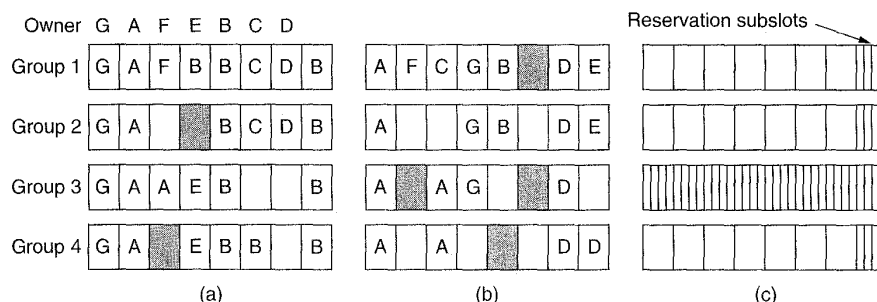 Reservation subslots
Owner G A F E B C D
Group 1 G A F B B C D B A F C G B D E
Group 2 G A B C D B A G B D E
Group 3 G A A E B B A A G D
Group 4 G A E B B B A A D D
(a) (b) (c)